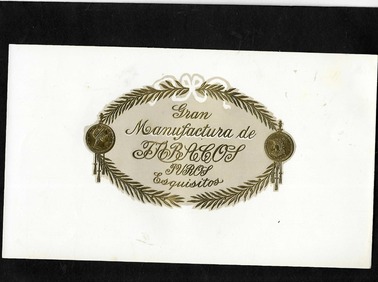 Gran
Manufactura de
TABACOS
PUROS
Esquisitos